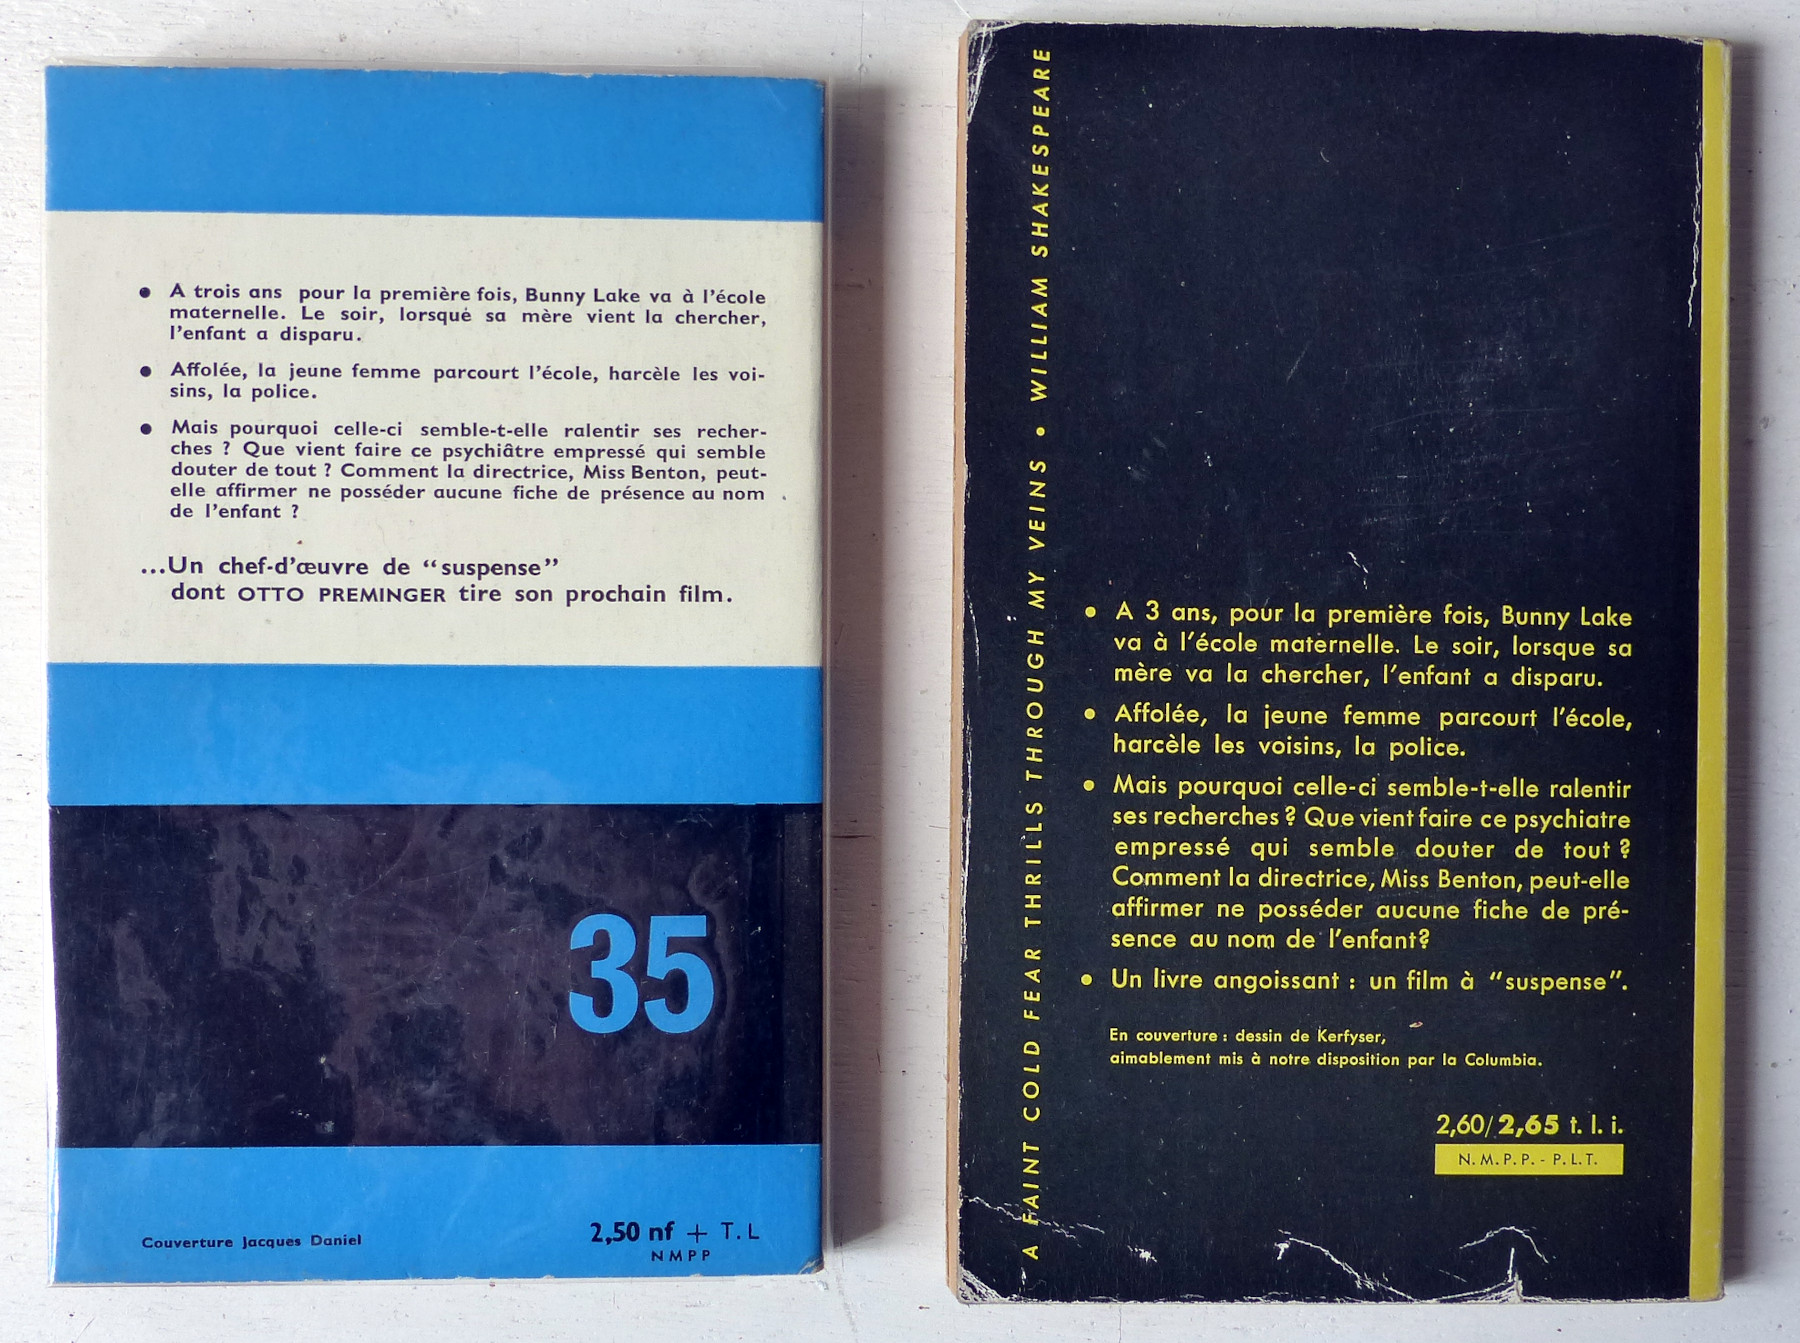 ● A trois ans pour la première fois, Bunny Lake va à l'école
maternelle. Le soir, lorsque sa mère vient la chercher,
l'enfant a disparu.
● Affolée, la jeune femme parcourt l'école, harcèle les voi-
sins, la police.
● Mais pourquoi celle-ci semble-t-elle ralentir ses recher-
ches ? Que vient faire ce psychiâtre empressé qui semble
douter de tout ? Comment la directrice, Miss Benton, peut-
elle affirmer ne posséder aucune fiche de présence au nom
de l'enfant ?
...Un chef-d'œuvre de “suspense”
dont OTTO PREMINGER tire son prochain film.
35
Couverture Jacques Daniel
2,50 nf + T.L
NMPP
A FAINT COLD FEAR THRILLS THROUGH MY VEINS • WILLIAM SHAKESPEARE
● A 3 ans, pour la première fois, Bunny Lake
va à l'école maternelle. Le soir, lorsque sa
mère va la chercher, l'enfant a disparu.
● Affolée, la jeune femme parcourt l'école,
harcèle les voisins, la police.
● Mais pourquoi celle-ci semble-t-elle ralentir
ses recherches ? Que vient faire ce psychiatre
empressé qui semble douter de tout ?
Comment la directrice, Miss Benton, peut-elle
affirmer ne posséder aucune fiche de pré-
sence au nom de l'enfant?
● Un livre angoissant : un film à “suspense”.
En couverture : dessin de Kerfyser,
aimablement mis à notre disposition par la Columbia.
2,60/2,65 t. l. i.
N. M. P. P. - P. L. T.